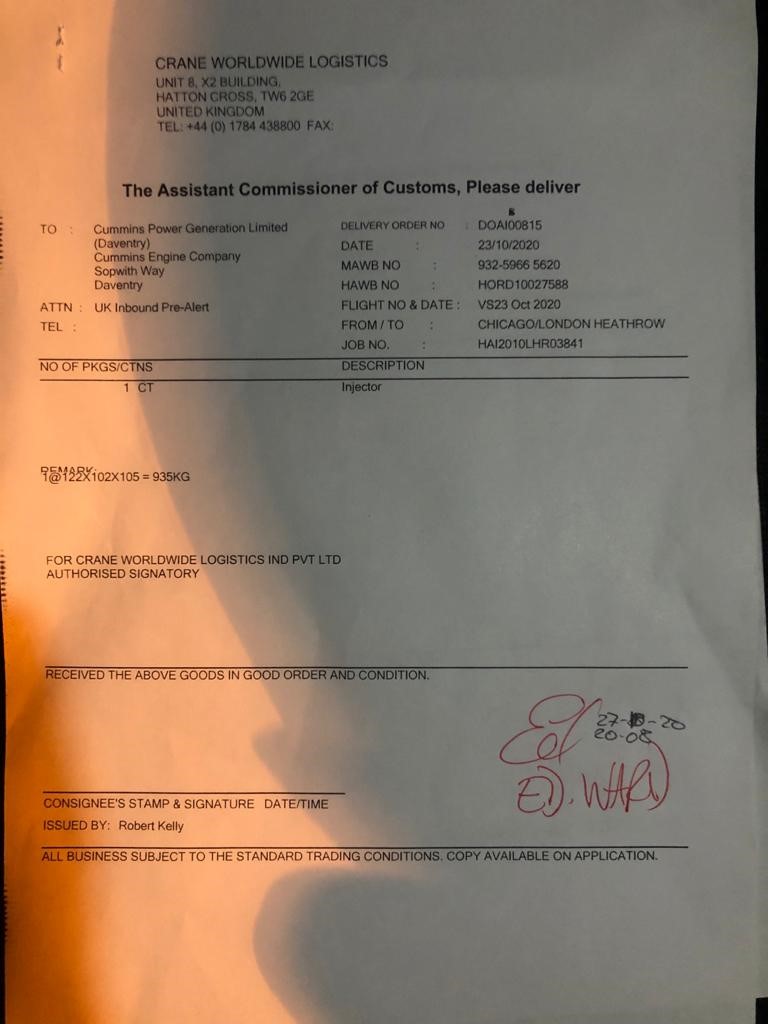 CRANE WORLDWIDE LOGISTICS
UNIT 8, X2 BUILDING,
HATTON CROSS, TW6 2GE
UNITED KINGDOM
TEL: +44 (0) 1784 438800 FAX:
The Assistant Commissioner of Customs, Please deliver
TO : Cummins Power Generation Limited
(Daventry)
Cummins Engine Company
Sopwith Way
Daventry
ATTN : UK Inbound Pre-Alert
TEL :
DELIVERY ORDER NO : DOAI00815
DATE : 23/10/2020
MAWB NO : 932-5966 5620
HAWB NO : HORD10027588
FLIGHT NO & DATE : VS23 Oct 2020
FROM / TO : CHICAGO/LONDON HEATHROW
JOB NO. : HAI2010LHR03841
NO OF PKGS/CTNS DESCRIPTION
1 CT Injector
REMARK:
1@122X102X105 = 935KG
FOR CRANE WORLDWIDE LOGISTICS IND PVT LTD
AUTHORISED SIGNATORY
RECEIVED THE ABOVE GOODS IN GOOD ORDER AND CONDITION.
27-10-20
20-08
ED. WARD
CONSIGNEE'S STAMP & SIGNATURE DATE/TIME
ISSUED BY: Robert Kelly
ALL BUSINESS SUBJECT TO THE STANDARD TRADING CONDITIONS. COPY AVAILABLE ON APPLICATION.